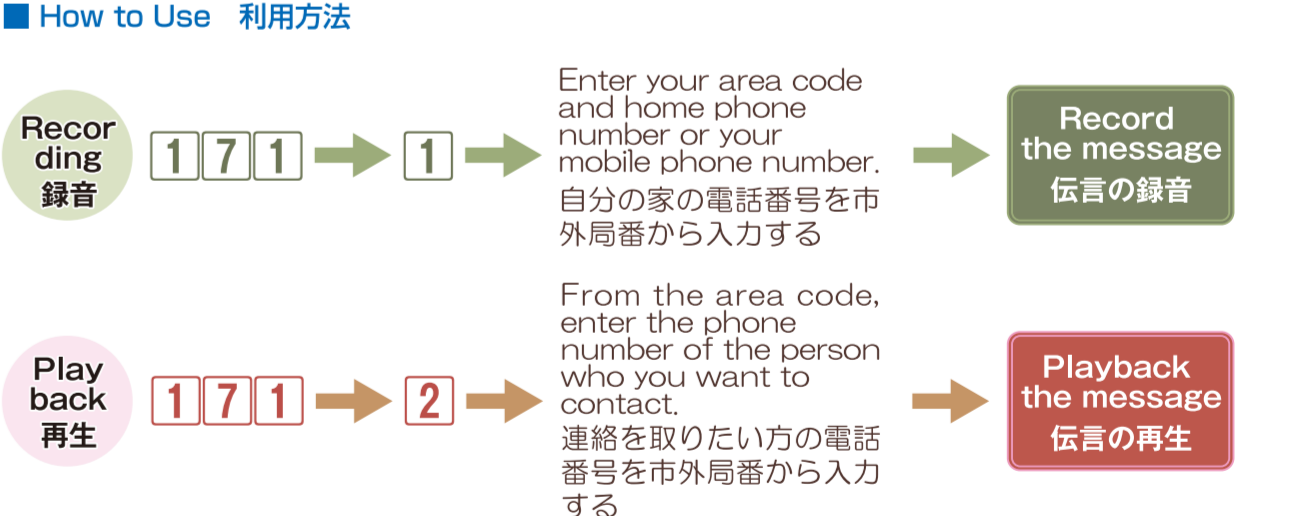 ■ How to Use 利用方法
Recor
ding
録音
1 7 1
1
Enter your area code
and home phone
number or your
mobile phone number.
自分の家の電話番号を市
外局番から入力する
Record
the message
伝言の録音
Play
back
再生
1 7 1
2
From the area code,
enter the phone
number of the person
who you want to
contact.
連絡を取りたい方の電話
番号を市外局番から入力
する
Playback
the message
伝言の再生